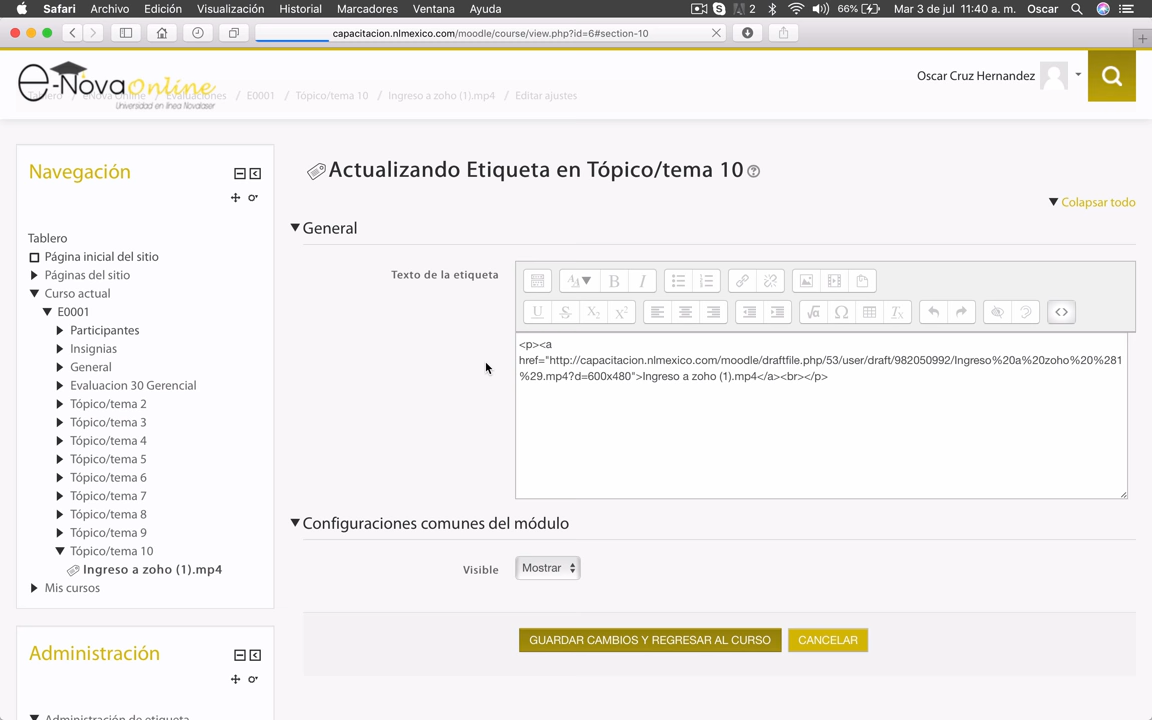 Safari Archivo Edición Visualización Historial Marcadores Ventana Ayuda 2 66% Mar 3 de jul 11:40 a. m. Oscar
capacitacion.nlmexico.com/moodle/course/view.php?id=6#section-10
e-Nova Online
Universidad en línea Novalaser
Tablero / eNova Online / Evaluaciones / E0001 / Tópico/tema 10 / Ingreso a zoho (1).mp4 / Editar ajustes
Oscar Cruz Hernandez
Navegación
Tablero
Página inicial del sitio
Páginas del sitio
Curso actual
E0001
Participantes
Insignias
General
Evaluacion 30 Gerencial
Tópico/tema 2
Tópico/tema 3
Tópico/tema 4
Tópico/tema 5
Tópico/tema 6
Tópico/tema 7
Tópico/tema 8
Tópico/tema 9
Tópico/tema 10
Ingreso a zoho (1).mp4
Mis cursos
Administración
Administración de etiqueta
Actualizando Etiqueta en Tópico/tema 10
Colapsar todo
General
Texto de la etiqueta
<p><a
href="http://capacitacion.nlmexico.com/moodle/draftfile.php/53/user/draft/982050992/Ingreso%20a%20zoho%20%281
%29.mp4?d=600x480">Ingreso a zoho (1).mp4</a><br></p>
Configuraciones comunes del módulo
Visible Mostrar
GUARDAR CAMBIOS Y REGRESAR AL CURSO CANCELAR